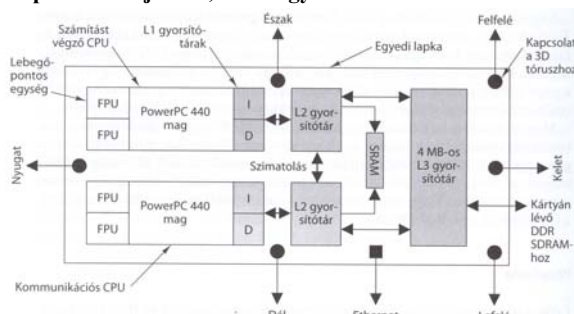 Észak
Felfelé
Számítást
végző CPU
L1 gyorsító-
tárak
Egyedi lapka
Kapcsolat
a 3D
tóruszhoz
Lebegő-
pontos
egység
FPU
FPU
PowerPC 440
mag
I
D
L2 gyor-
sítótár
Nyugat
Szimatolás
SRAM
4 MB-os
L3 gyor-
sítótár
Kelet
FPU
FPU
PowerPC 440
mag
I
D
L2 gyor-
sítótár
Kártyán
lévő
DDR
SDRAM-
hoz
Kommunikációs CPU